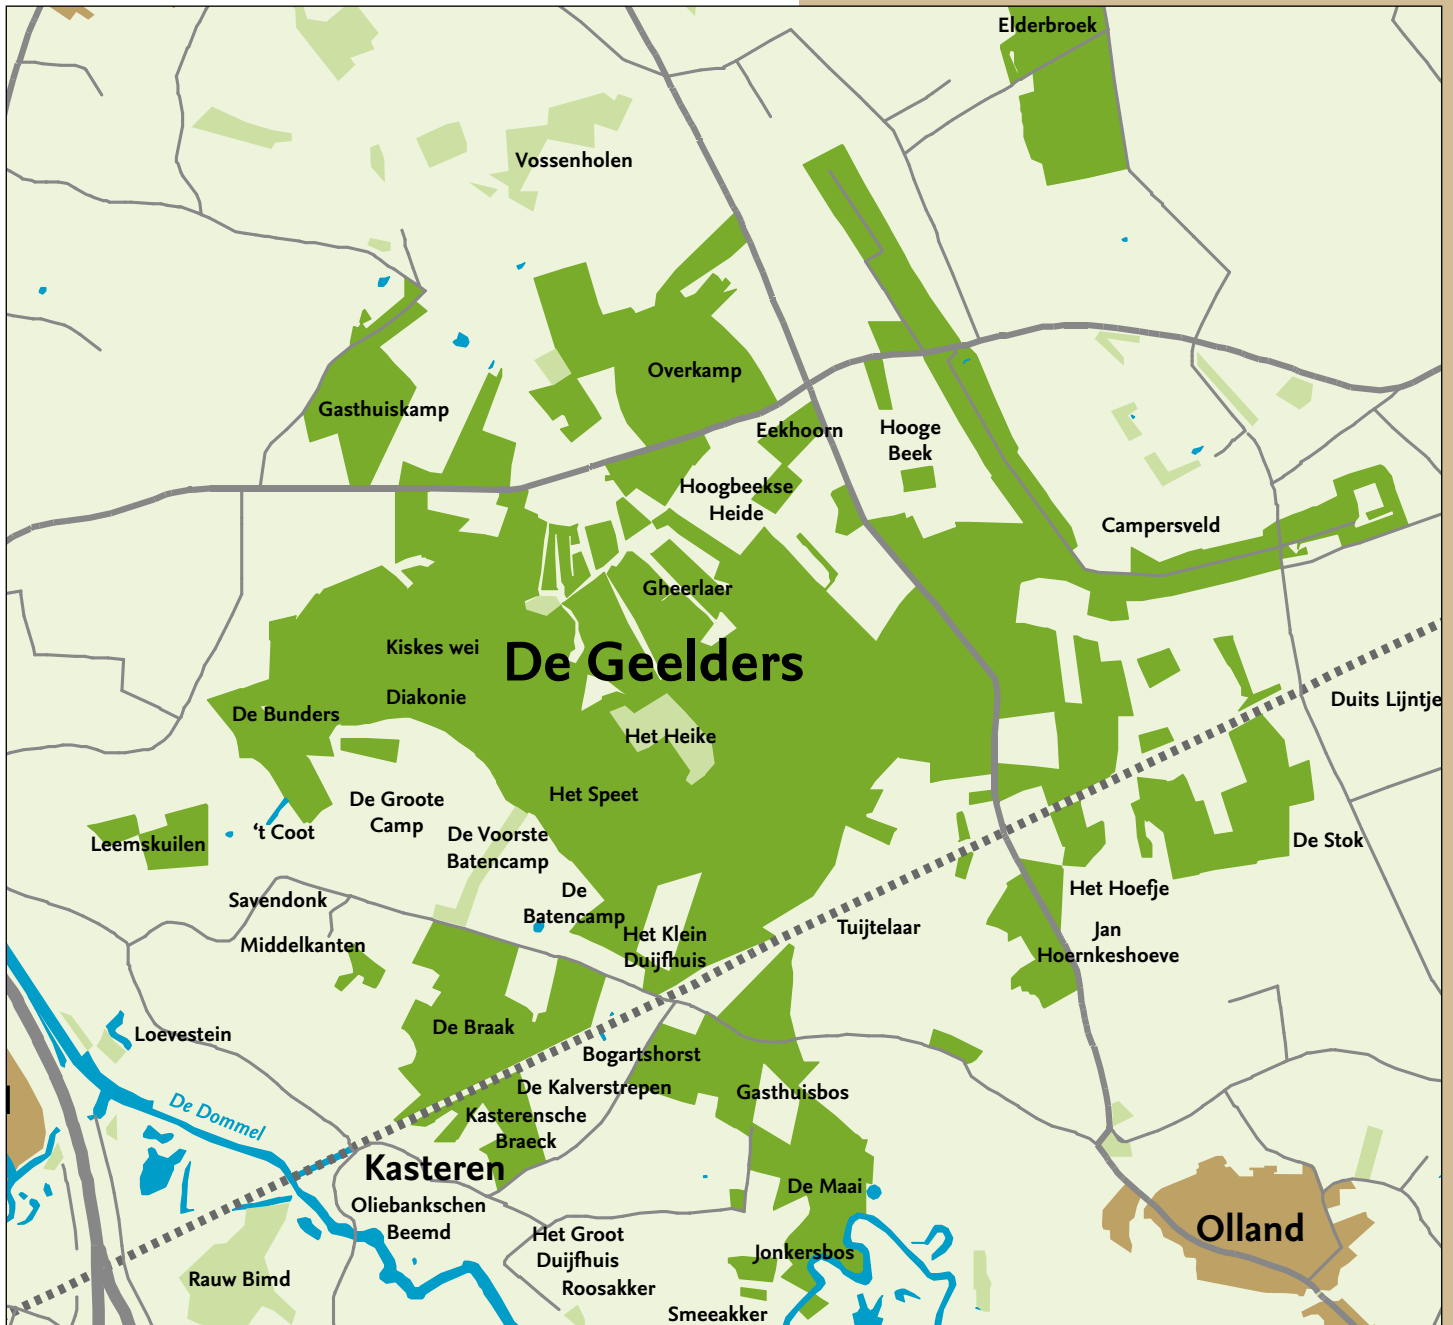 Elderbroek
Vossenholen
Overkamp
Gasthuiskamp
Eekhoorn
Hooge
Beek
Hoogbeekse
Heide
Campersveld
Gheerlaer
Kiskes wei
De Geelders
Diakonie
De Bunders
Duits Lijntje
Het Heike
Het Speet
De Groote
Camp
‘t Coot
De Voorste
Batencamp
Leemskuilen
De Stok
Het Hoefje
De
Batencamp
Savendonk
Het Klein
Duijfhuis
Tuijtelaar
Jan
Hoernkeshoeve
Middelkanten
De Braak
Loevestein
Bogartshorst
De Kalverstrepen
Gasthuisbos
De Dommel
Kasterensche
Braeck
Kasteren
De Maai
Oliebankschen
Beemd
Olland
Het Groot
Duijfhuis
Jonkersbos
Rauw Bimd
Roosakker
Smeeakker